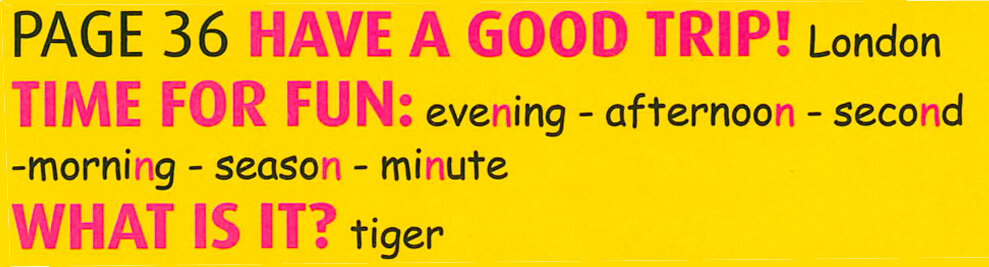 PAGE 36 HAVE A GOOD TRIP! London
TIME FOR FUN: evening - afternoon - second
-morning - season - minute
WHAT IS IT? tiger